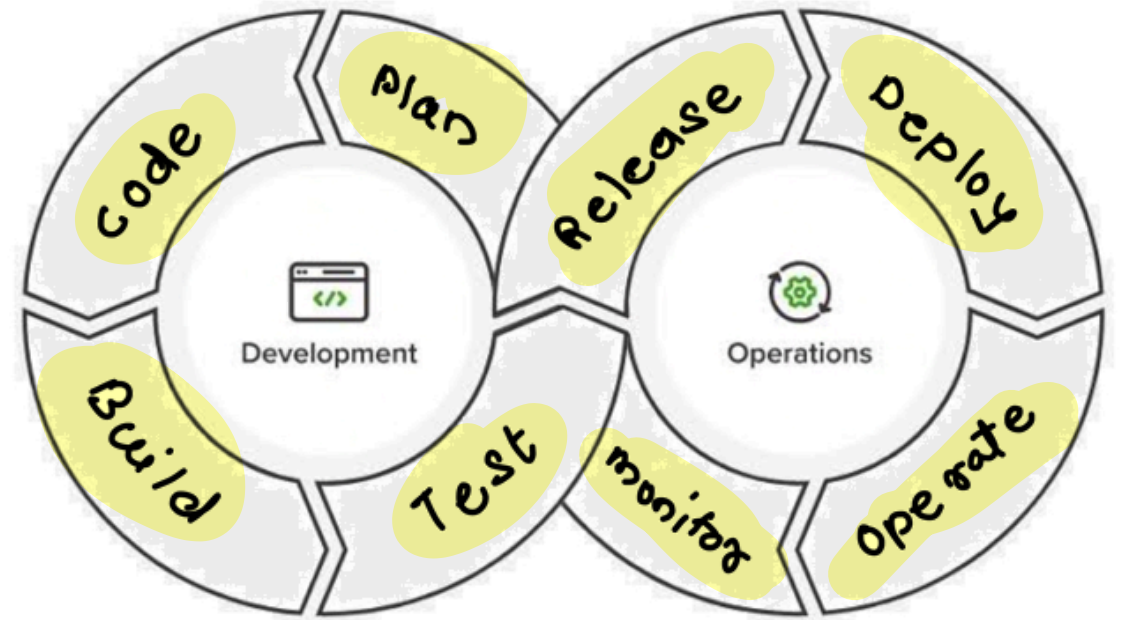 Plan
Code
Build
Test
Release
Deploy
Operate
monitor
Development
</>
Operations